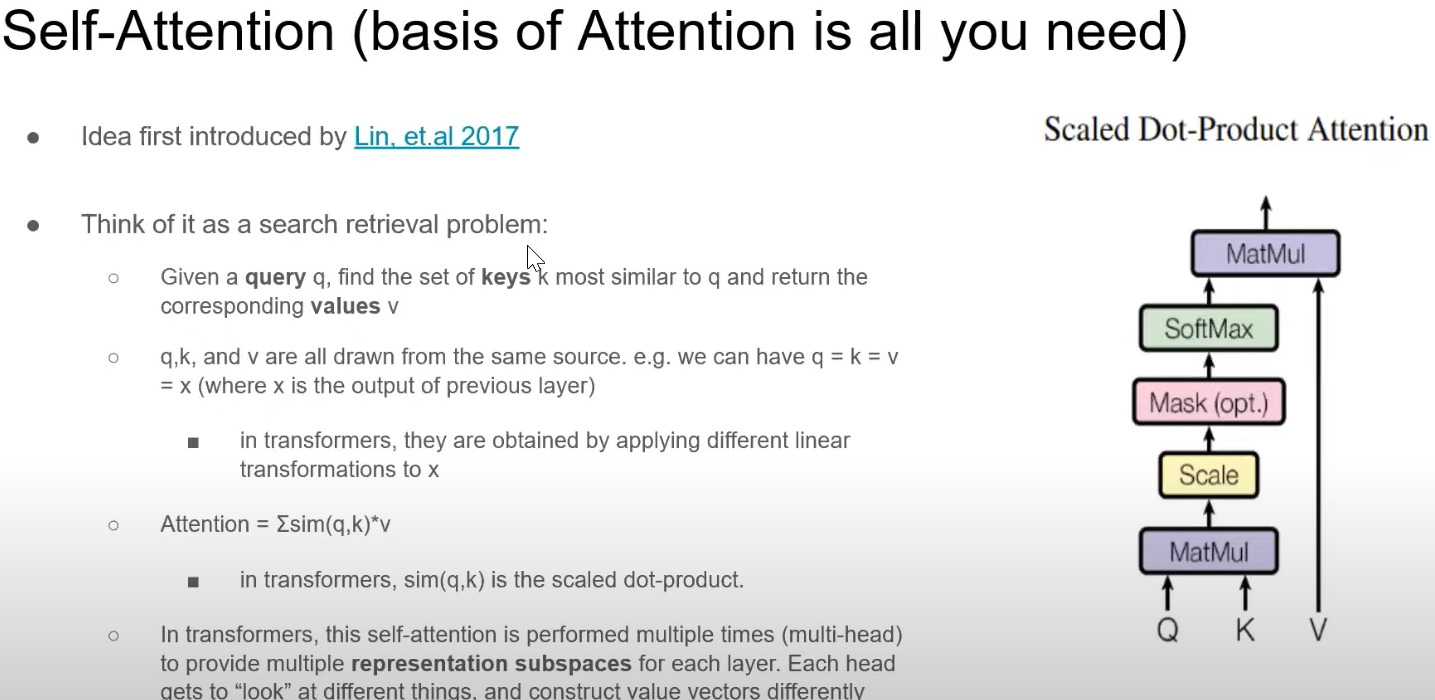 Self-Attention (basis of Attention is all you need)
● Idea first introduced by Lin, et.al 2017
● Think of it as a search retrieval problem:
○ Given a query q, find the set of keys k most similar to q and return the
corresponding values v
○ q,k, and v are all drawn from the same source. e.g. we can have q = k = v
= x (where x is the output of previous layer)
■ in transformers, they are obtained by applying different linear
transformations to x
○ Attention = Σsim(q,k)*v
■ in transformers, sim(q,k) is the scaled dot-product.
○ In transformers, this self-attention is performed multiple times (multi-head)
to provide multiple representation subspaces for each layer. Each head
gets to “look” at different things, and construct value vectors differently
Scaled Dot-Product Attention
MatMul
SoftMax
Mask (opt.)
Scale
MatMul
Q K V